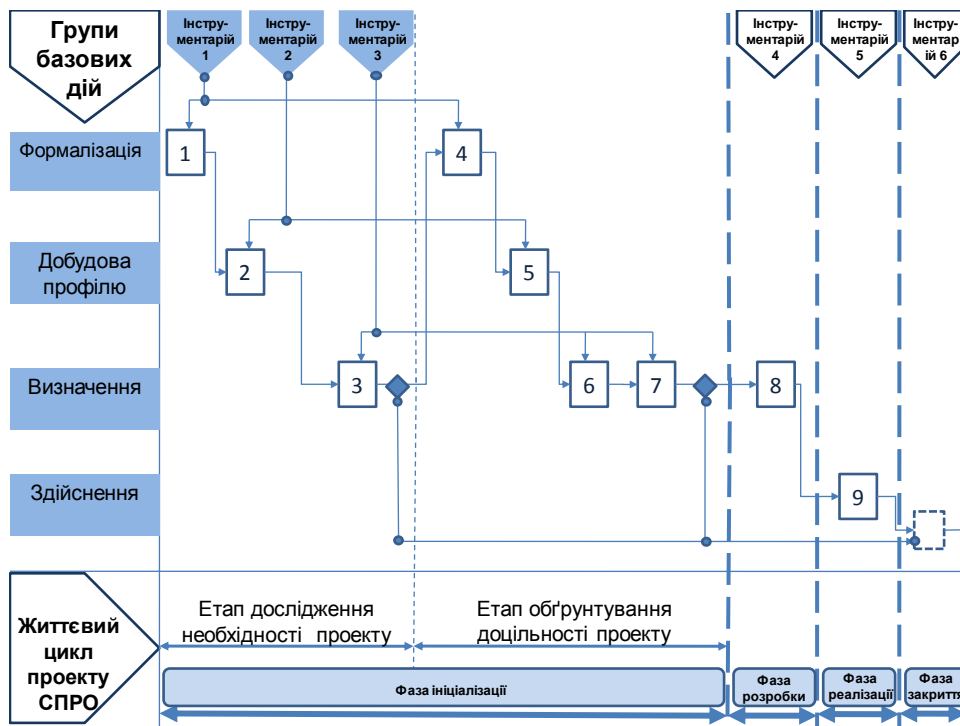 Групи
базових
дій
Інстру-
ментарій
1
Інстру-
ментарій
2
Інстру-
ментарій
3
Інстру-
ментарій
4
Інстру-
ментарій
5
Інстру-
ментар
ій 6
Формалізація
1
4
Добудова
профілю
2
5
Визначення
3
6
7
8
Здійснення
9
Життєвий
цикл
проекту
СПРО
Етап дослідження
необхідності проекту
Етап обґрунтування
доцільності проекту
Фаза ініціалізації
Фаза
розробки
Фаза
реалізації
Фаза
закриття